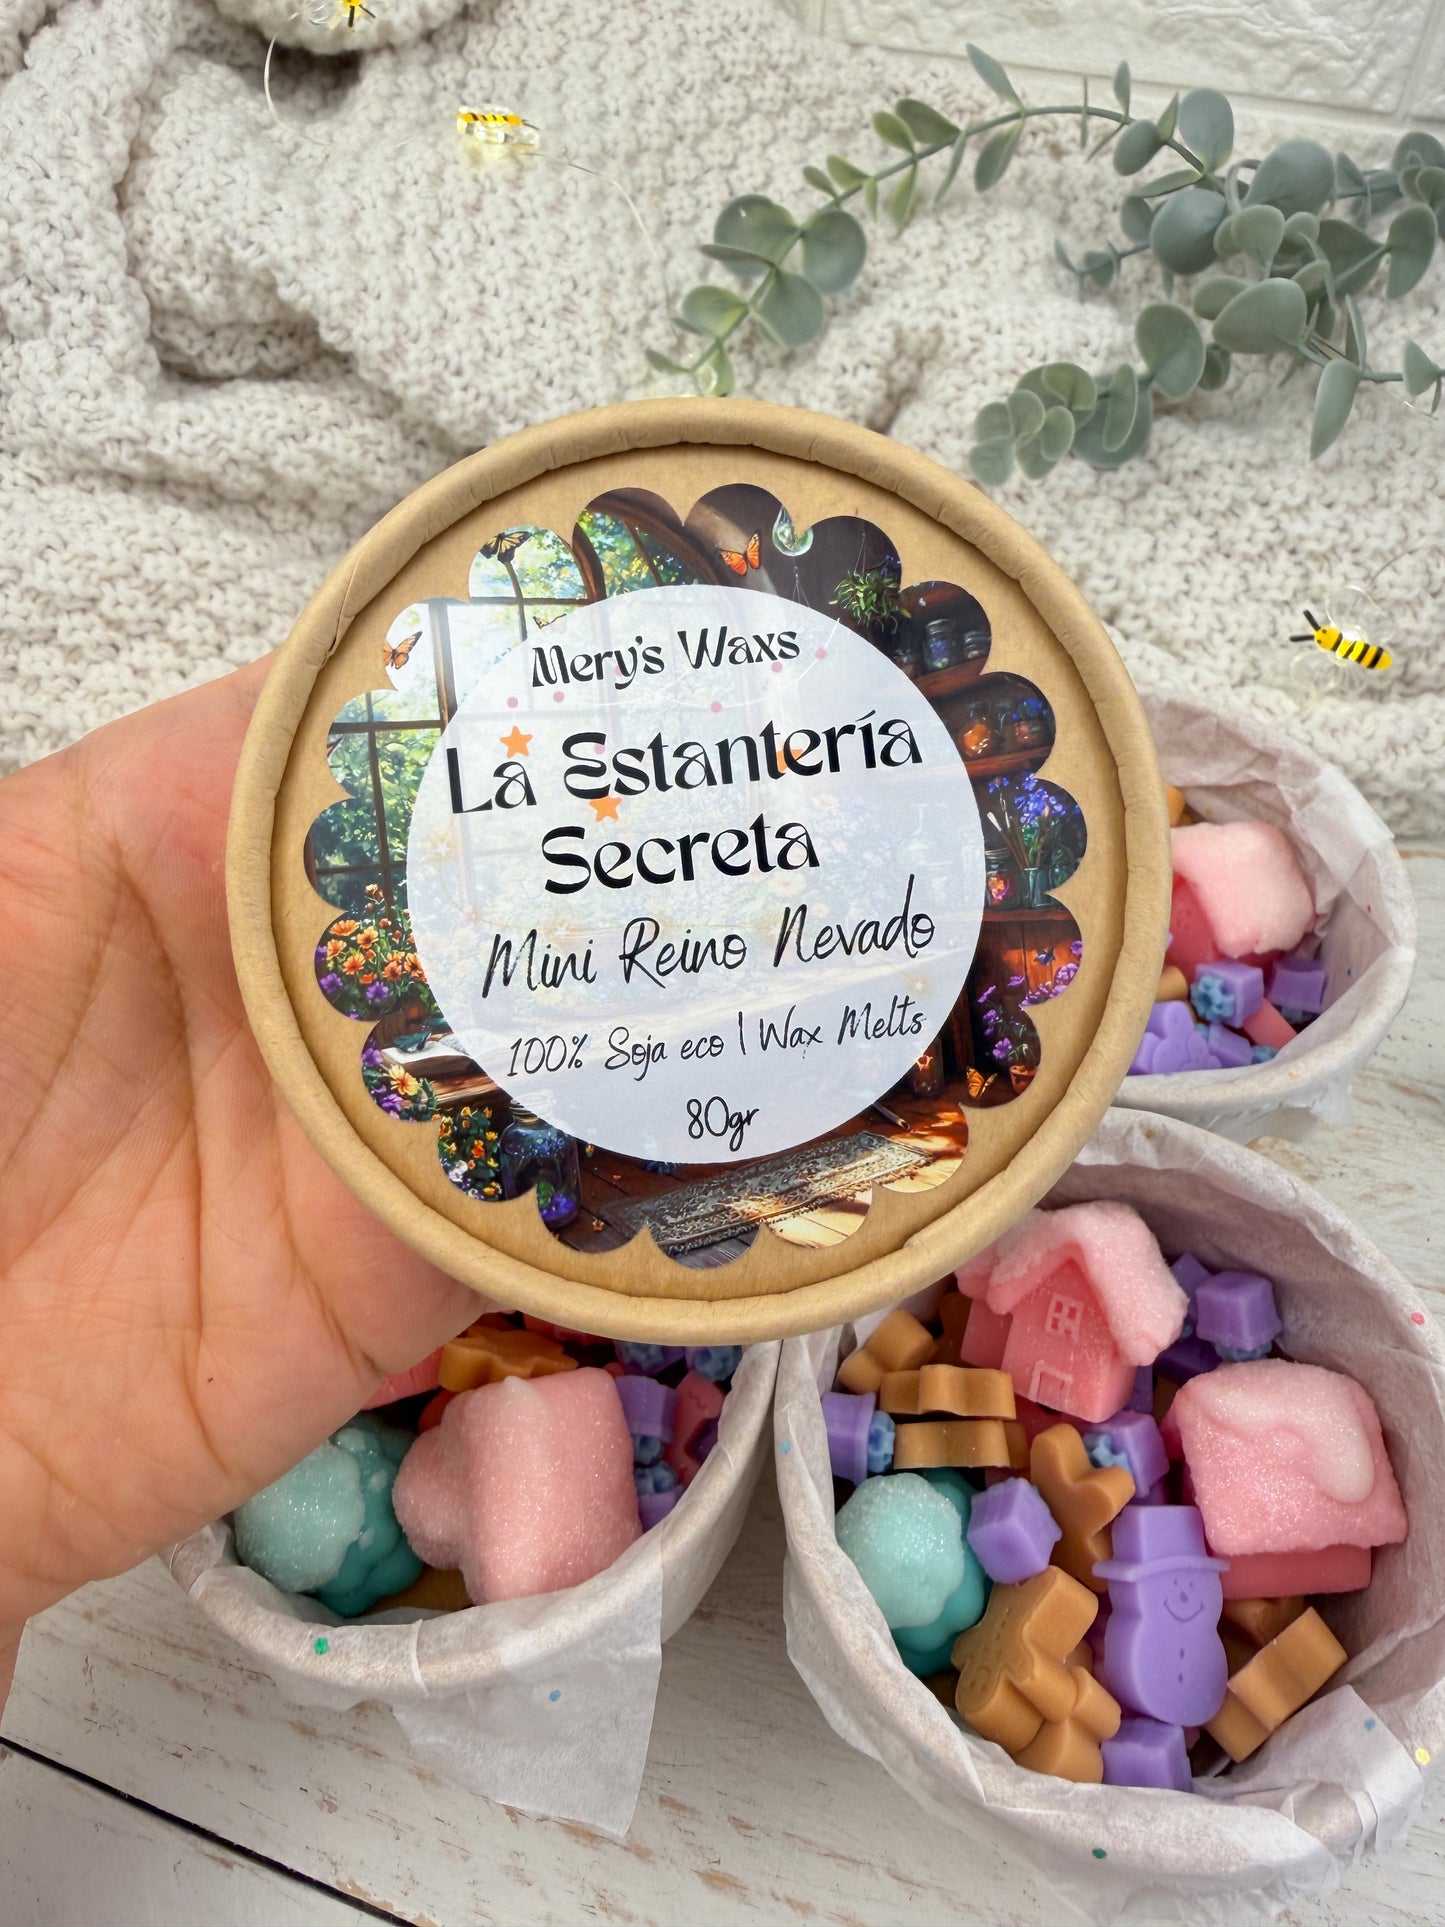 Mery's Waxs
La Estantería
Secreta
Mini Reino Nevado
100% Soja eco | Wax Melts
80gr